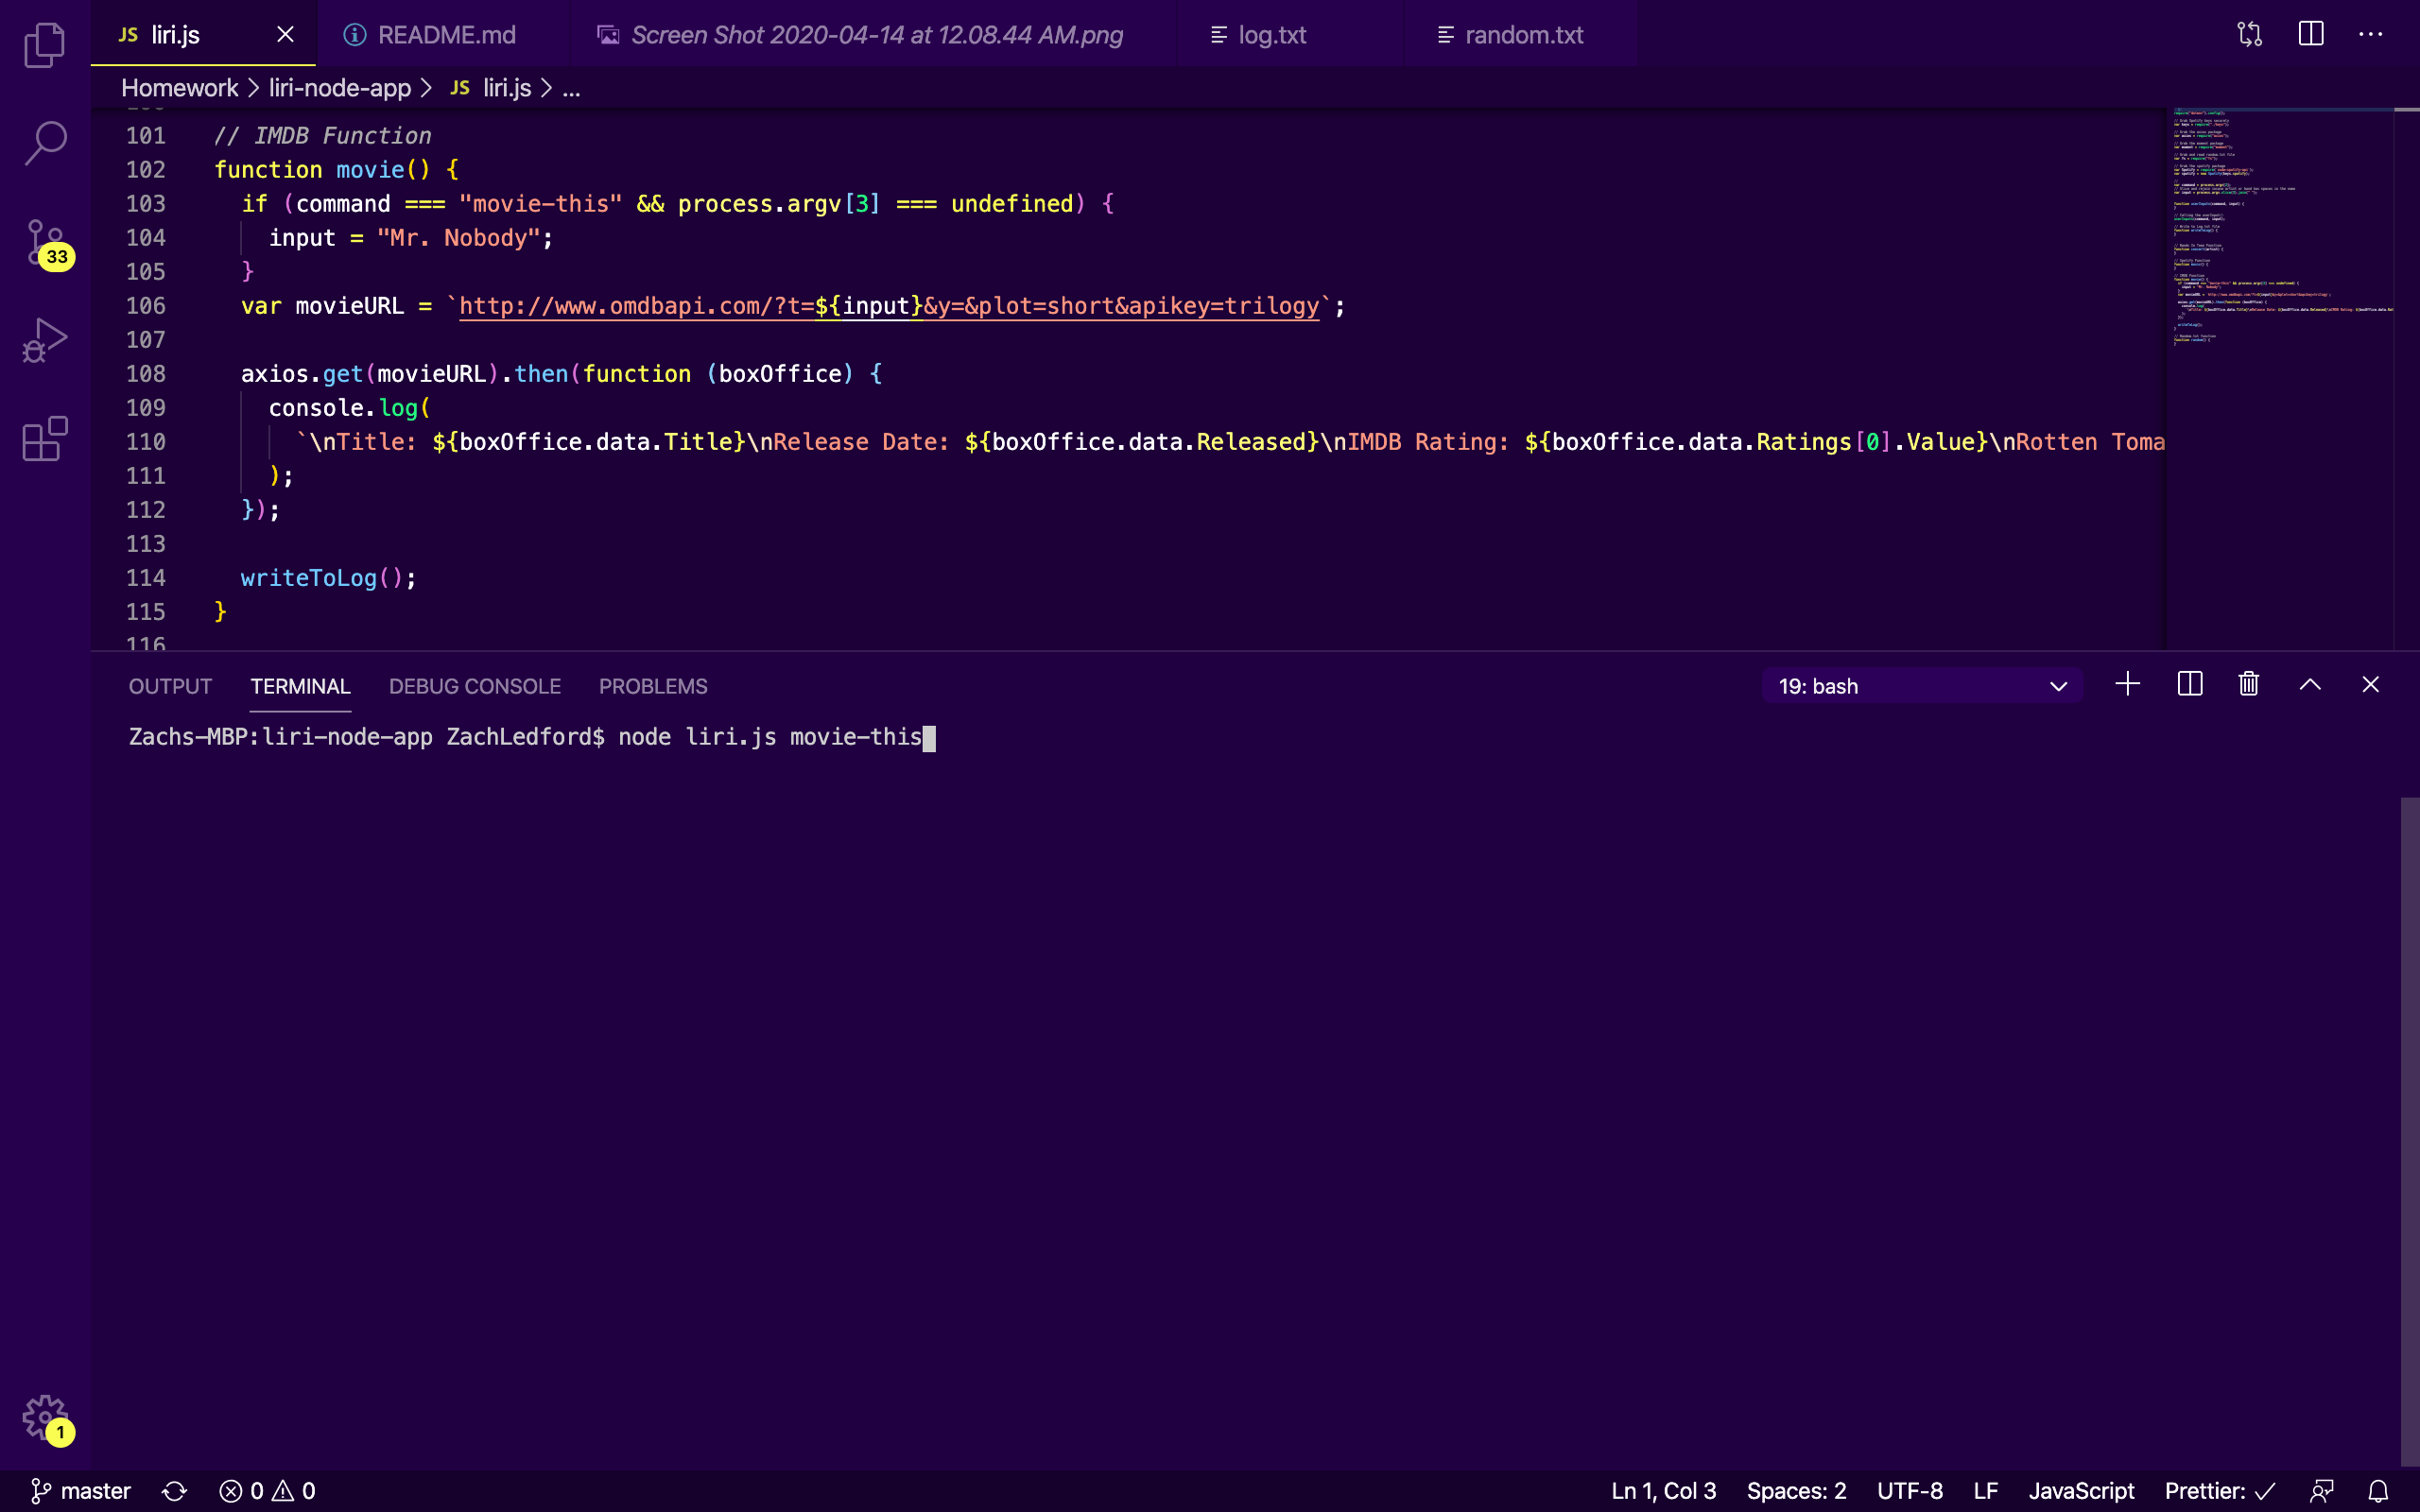 JS liri.js README.md Screen Shot 2020-04-14 at 12.08.44 AM.png log.txt random.txt
Homework > liri-node-app > JS liri.js > ...
101 // IMDB Function
102 function movie() {
103 if (command === "movie-this" && process.argv[3] === undefined) {
104 input = "Mr. Nobody";
105 }
106 var movieURL = `http://www.omdbapi.com/?t=${input}&y=&plot=short&apikey=trilogy`;
107
108 axios.get(movieURL).then(function (boxOffice) {
109 console.log(
110 `\nTitle: ${boxOffice.data.Title}\nRelease Date: ${boxOffice.data.Released}\nIMDB Rating: ${boxOffice.data.Ratings[0].Value}\nRotten Toma
111 );
112 });
113
114 writeToLog();
115 }
116
33
OUTPUT TERMINAL DEBUG CONSOLE PROBLEMS 19: bash
Zachs-MBP:liri-node-app ZachLedford$ node liri.js movie-this
1
master 0 0 Ln 1, Col 3 Spaces: 2 UTF-8 LF JavaScript Prettier: ✓